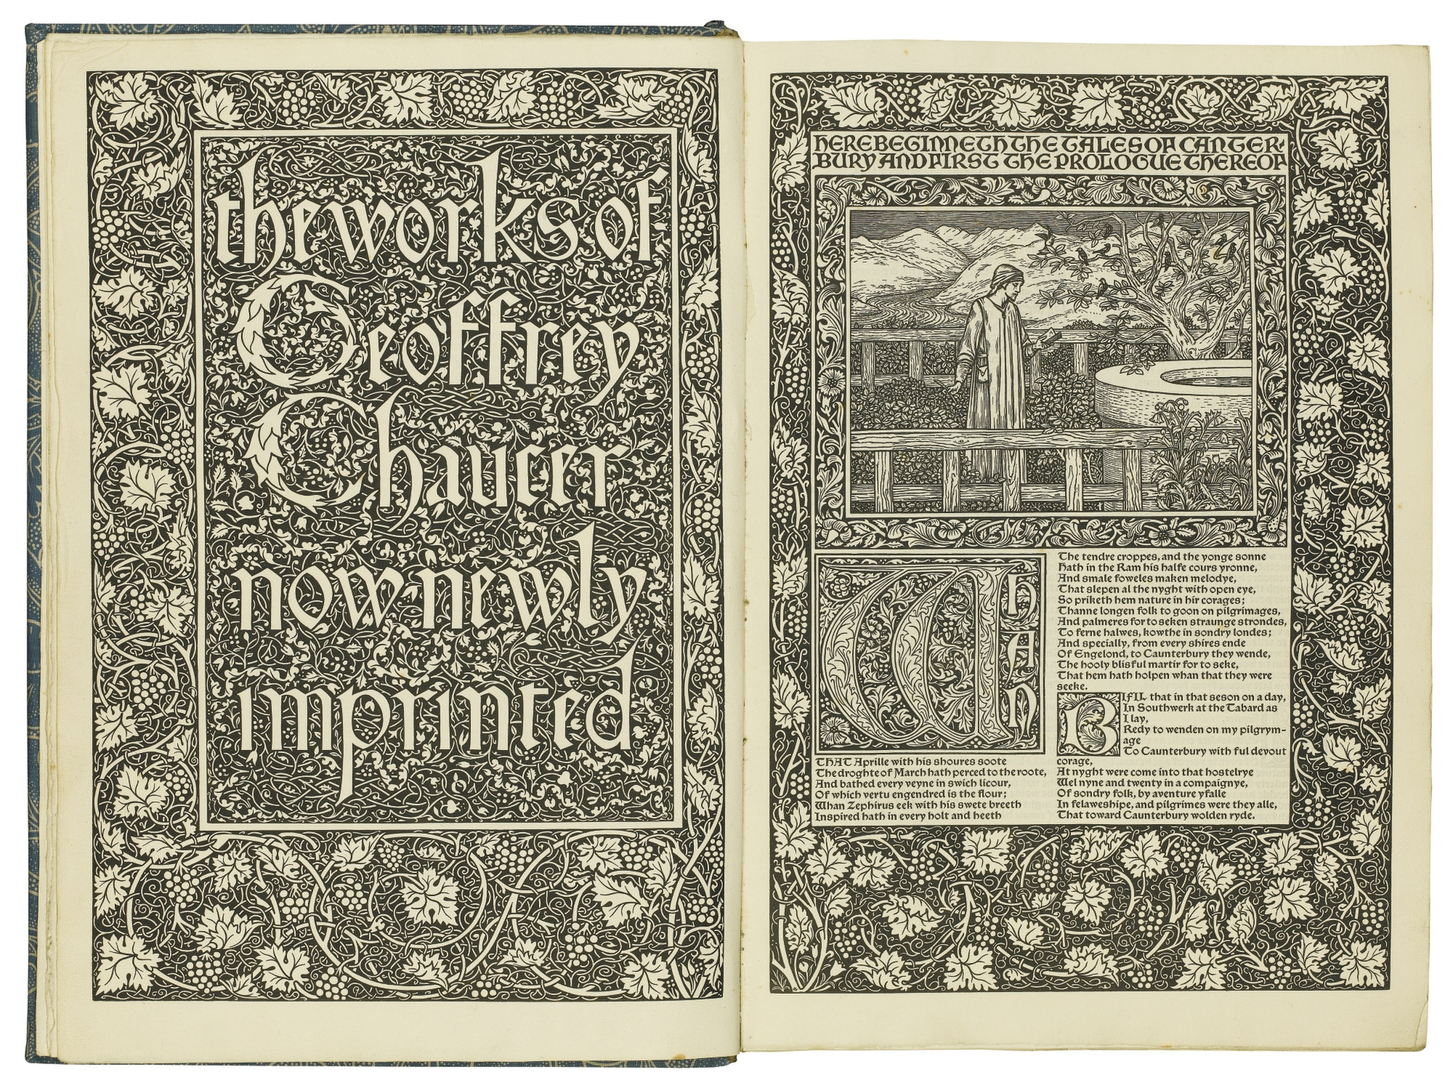 the works of
Geoffrey
Chaucer
now newly
imprinted
HERE BEGINNETH THE TALES OF CANTER-
BURY AND FIRST THE PROLOGUE THEREOF
WHAN
THAT Aprille with his shoures soote
The droghte of March hath perced to the roote,
And bathed every veyne in swich licour,
Of which vertu engendred is the flour;
Whan Zephirus eek with his swete breeth
Inspired hath in every holt and heeth
The tendre croppes, and the yonge sonne
Hath in the Ram his halfe cours yronne,
And smale foweles maken melodye,
That slepen al the nyght with open eye,
So priketh hem nature in hir corages;
Thanne longen folk to goon on pilgrimages,
And palmeres for to seken straunge strondes,
To ferne halwes, kowthe in sondry londes;
And specially, from every shires ende
Of Engelond, to Caunterbury they wende,
The hooly blisful martir for to seke,
That hem hath holpen whan that they were
seeke.
BIFIL that in that seson on a day,
In Southwerk at the Tabard as
I lay,
Redy to wenden on my pilgrym-
age
To Caunterbury with ful devout
corage,
At nyght were come into that hostelrye
Wel nyne and twenty in a compaignye,
Of sondry folk, by aventure yfalle
In felaweshipe, and pilgrimes were they alle,
That toward Caunterbury wolden ryde.